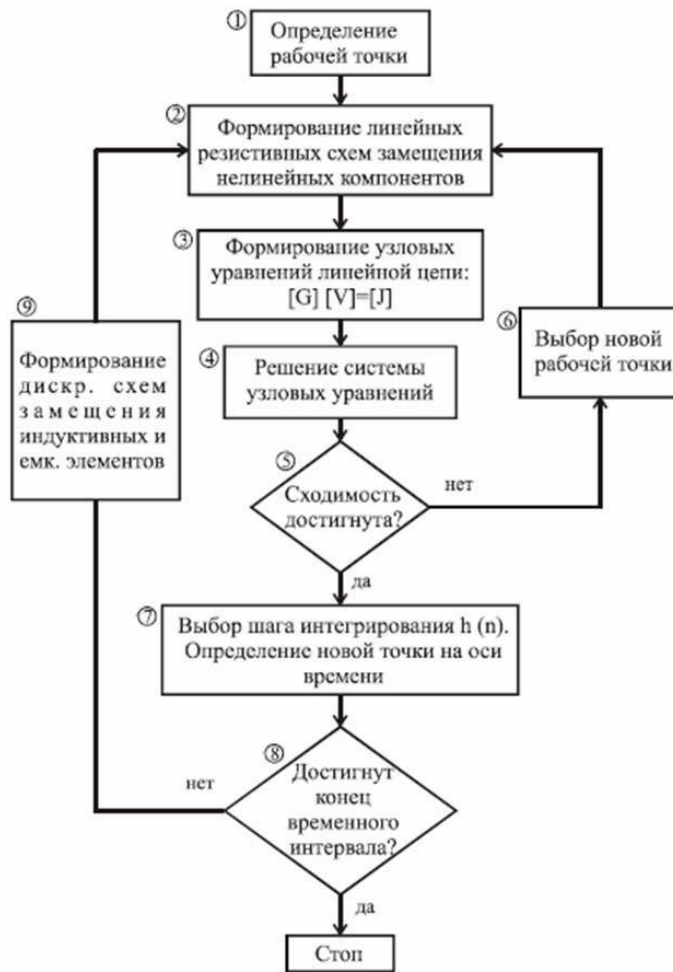 ①
Определение
рабочей точки
②
Формирование линейных
резистивных схем замещения
нелинейных компонентов
③
Формирование узловых
уравнений линейной цепи:
[G] [V]=[J]
⑨
Формирование
дискр. схем
замещения
индуктивных и
емк. элементов
⑥
Выбор новой
рабочей точки
④
Решение системы
узловых уравнений
⑤
Сходимость
достигнута?
нет
да
⑦
Выбор шага интегрирования h (n).
Определение новой точки на оси
времени
⑧
нет
Достигнут
конец
временного
интервала?
да
Стоп